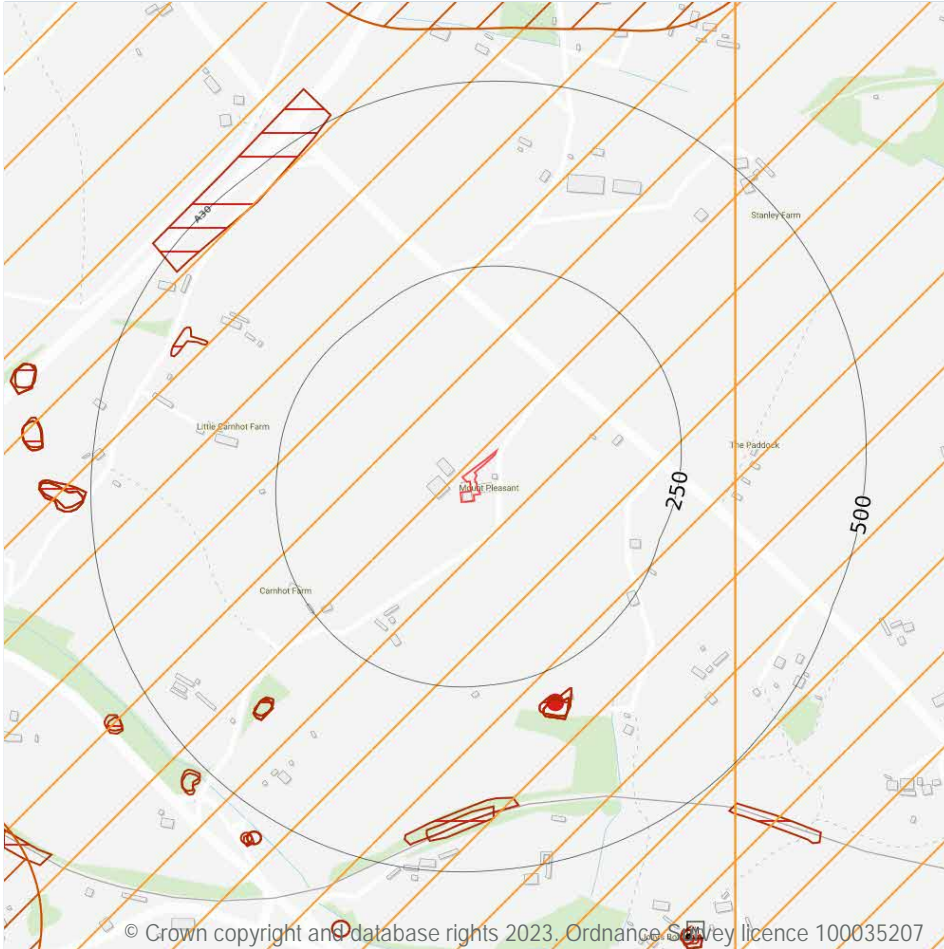 A30
Stanley Farm
Little Carnhot Farm
The Paddock
Mount Pleasant
250
500
Carnhot Farm
© Crown copyright and database rights 2023. Ordnance Survey licence 100035207